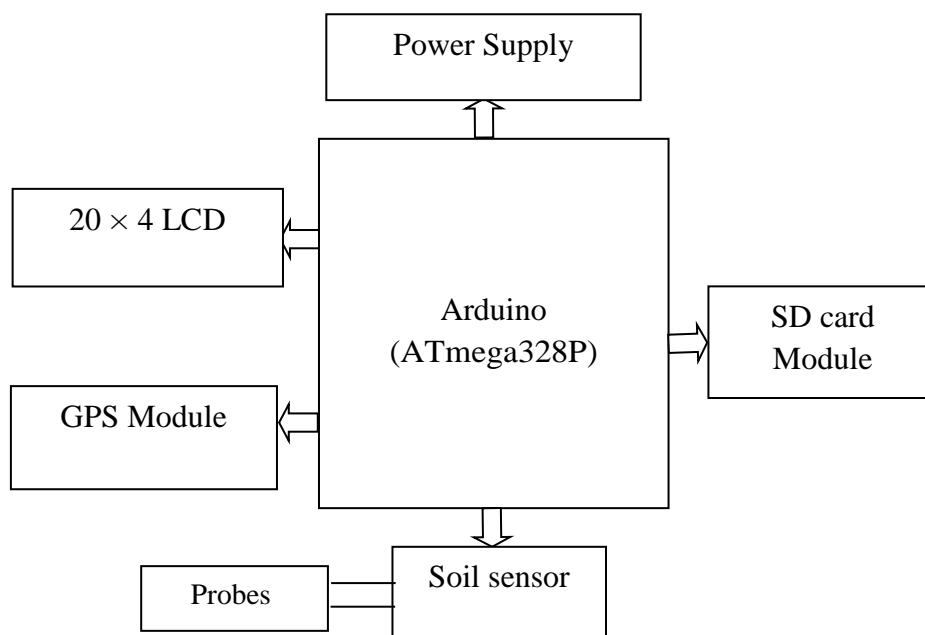 Power Supply
20 × 4 LCD
Arduino
(ATmega328P)
SD card
Module
GPS Module
Soil sensor
Probes